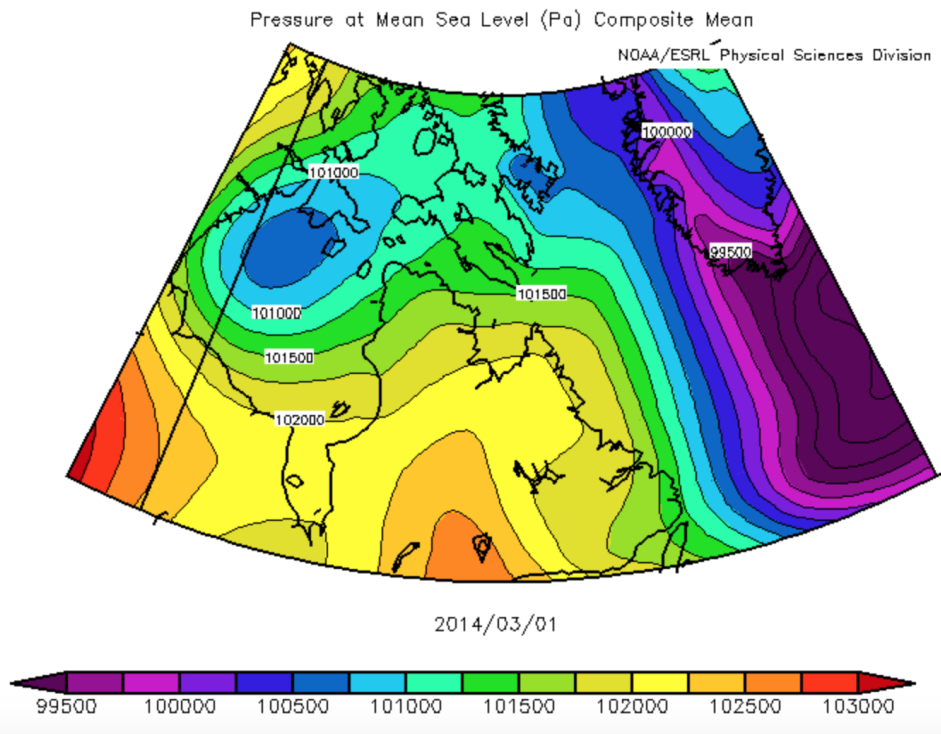 Pressure at Mean Sea Level (Pa) Composite Mean
NOAA/ESRL Physical Sciences Division
100000
101000
99500
101500
101000
101500
102000
2014/03/01
99500 100000 100500 101000 101500 102000 102500 103000